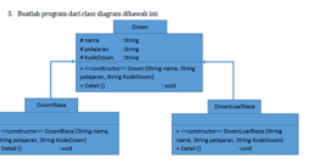 3. Buatlah program dari class diagram dibawah ini:
Dosen
# nama : String
# pelajaran : String
# KodeDosen : String
+ <<constructor>> Dosen (String nama, String
pelajaran, String KodeDosen)
+ Detail () : void
DosenBiasa
<<constructor>> DosenBiasa (String nama,
String pelajaran, String KodeDosen)
Detail () : void
DosenLuarBiasa
+ <<constructor>> DosenLuarBiasa (String
nama, String pelajaran, String KodeDosen)
+ Detail () : void